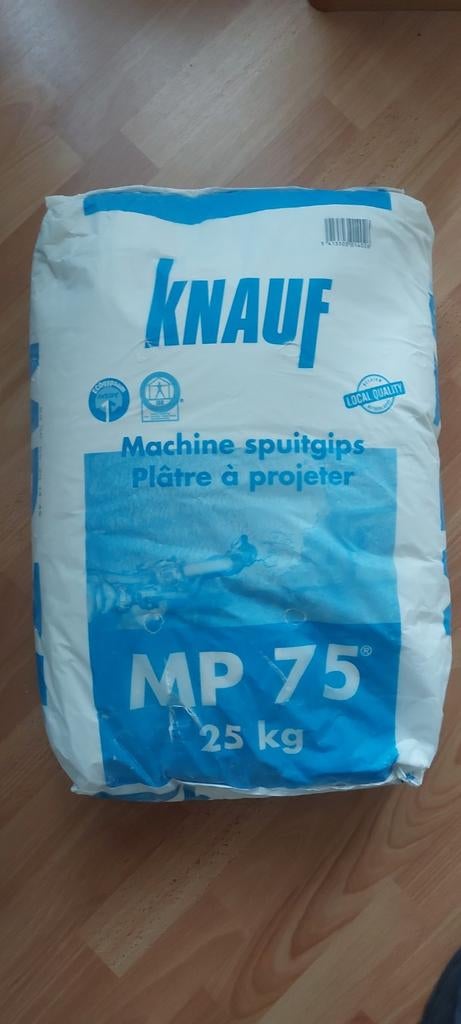 KNAUF
LOCAL QUALITY
Machine spuitgips
Plâtre à projeter
MP 75®
25 kg